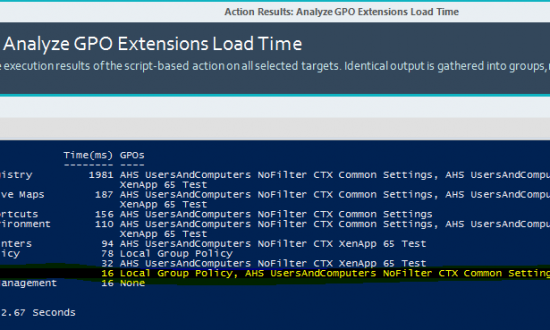 Action Results: Analyze GPO Extensions Load Time
Analyze GPO Extensions Load Time
execution results of the script-based action on all selected targets. Identical output is gathered into groups,
Time(ms) GPOs
-------- ----
istry 1981 AHS UsersAndComputers NoFilter CTX Common Settings, AHS UsersAndCompu
XenApp 65 Test
ve Maps 187 AHS UsersAndComputers NoFilter CTX Common Settings, AHS UsersAndCompu
XenApp 65 Test
ortcuts 156 AHS UsersAndComputers NoFilter CTX Common Settings
vironment 110 AHS UsersAndComputers NoFilter CTX Common Settings, AHS UsersAndCompu
XenApp 65 Test
nters 94 AHS UsersAndComputers NoFilter CTX XenApp 65 Test
icy 78 Local Group Policy
32 AHS UsersAndComputers NoFilter CTX XenApp 65 Test
16 Local Group Policy, AHS UsersAndComputers NoFilter CTX Common Setting
anagement 16 None
2.67 Seconds